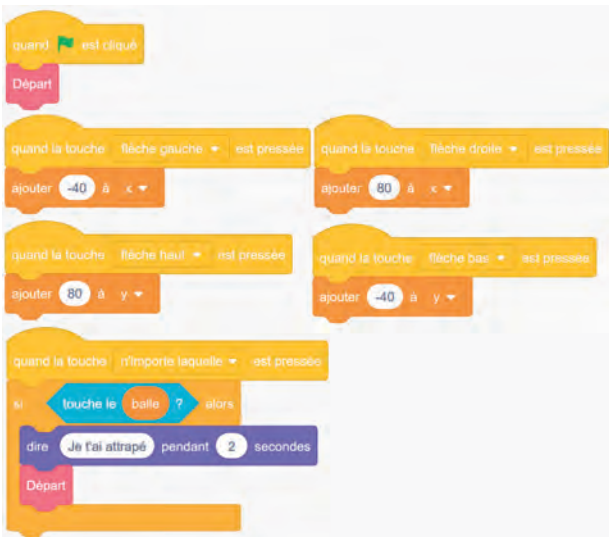 quand est cliqué
Départ
quand la touche flèche gauche est pressée
ajouter -40 à x
quand la touche flèche droite est pressée
ajouter 80 à x
quand la touche flèche haut est pressée
ajouter 80 à y
quand la touche flèche bas est pressée
ajouter -40 à y
quand la touche n'importe laquelle est pressée
si touche le balle ? alors
dire Je t'ai attrapé pendant 2 secondes
Départ